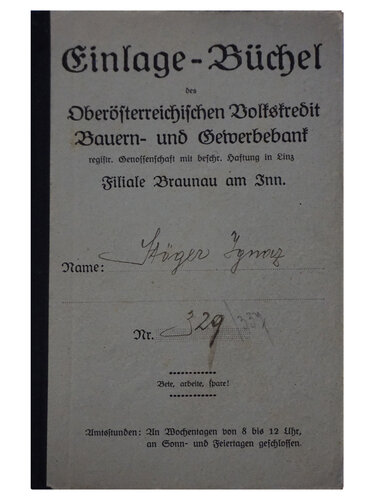 Einlage-Büchel
des
Oberösterreichischen Volkskredit
Bauern- und Gewerbebank
registr. Genossenschaft mit beschr. Haftung in Linz
Filiale Braunau am Inn.
Name: Stöger Ignaz
Nr. 329/329
Bete, arbeite, spare!
Amtsstunden: An Wochentagen von 8 bis 12 Uhr,
an Sonn- und Feiertagen geschlossen.